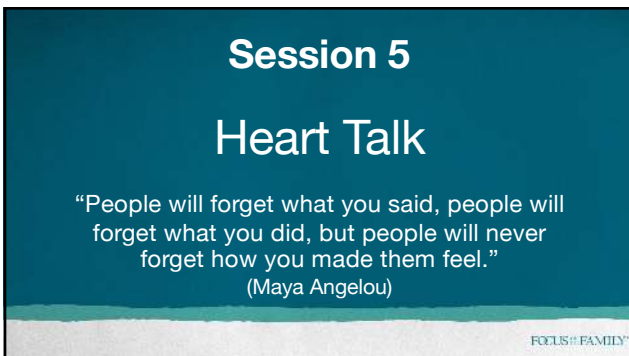 Session 5
Heart Talk
“People will forget what you said, people will
forget what you did, but people will never
forget how you made them feel.”
(Maya Angelou)
FOCUS ON THE FAMILY